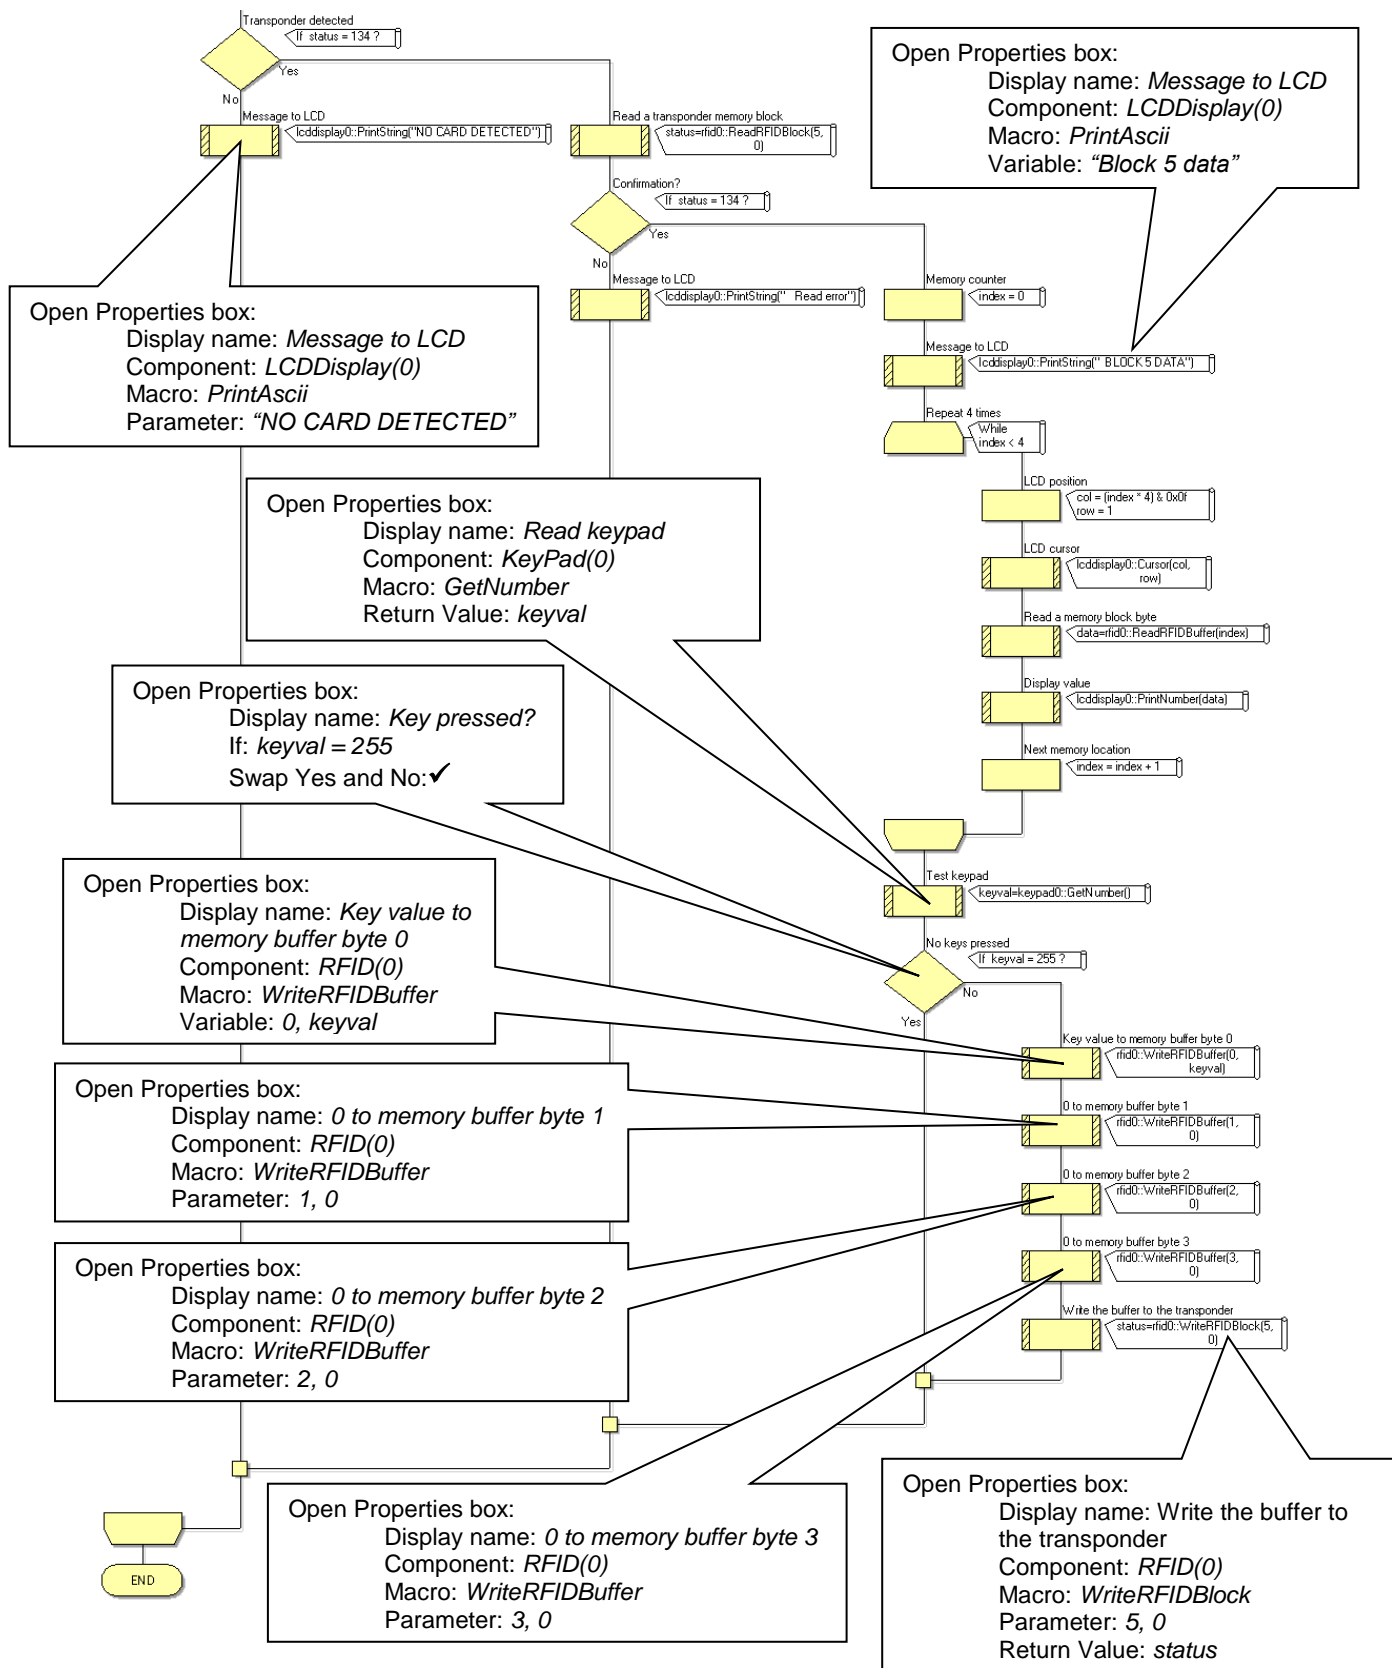 Transponder detected
If status = 134 ?
Yes
No
Message to LCD
lcddisplay0::PrintString("NO CARD DETECTED")
Read a transponder memory block
status=rfid0::ReadRFIDBlock(5,
0)
Confirmation?
If status = 134 ?
Yes
No
Message to LCD
lcddisplay0::PrintString("   Read error")
Memory counter
index = 0
Message to LCD
lcddisplay0::PrintString(" BLOCK 5 DATA")
Repeat 4 times
While
index < 4
LCD position
col = (index * 4) & 0x0f
row = 1
LCD cursor
lcddisplay0::Cursor(col,
row)
Read a memory block byte
data=rfid0::ReadRFIDBuffer(index)
Display value
lcddisplay0::PrintNumber(data)
Next memory location
index = index + 1
Test keypad
keyval=keypad0::GetNumber()
No keys pressed
If keyval = 255 ?
No
Yes
Key value to memory buffer byte 0
rfid0::WriteRFIDBuffer(0,
keyval)
0 to memory buffer byte 1
rfid0::WriteRFIDBuffer(1,
0)
0 to memory buffer byte 2
rfid0::WriteRFIDBuffer(2,
0)
0 to memory buffer byte 3
rfid0::WriteRFIDBuffer(3,
0)
Write the buffer to the transponder
status=rfid0::WriteRFIDBlock(5,
0)
END
Open Properties box:
Display name: Message to LCD
Component: LCDDisplay(0)
Macro: PrintAscii
Variable: “Block 5 data”
Open Properties box:
Display name: Message to LCD
Component: LCDDisplay(0)
Macro: PrintAscii
Parameter: “NO CARD DETECTED”
Open Properties box:
Display name: Read keypad
Component: KeyPad(0)
Macro: GetNumber
Return Value: keyval
Open Properties box:
Display name: Key pressed?
If: keyval = 255
Swap Yes and No:✓
Open Properties box:
Display name: Key value to
memory buffer byte 0
Component: RFID(0)
Macro: WriteRFIDBuffer
Variable: 0, keyval
Open Properties box:
Display name: 0 to memory buffer byte 1
Component: RFID(0)
Macro: WriteRFIDBuffer
Parameter: 1, 0
Open Properties box:
Display name: 0 to memory buffer byte 2
Component: RFID(0)
Macro: WriteRFIDBuffer
Parameter: 2, 0
Open Properties box:
Display name: 0 to memory buffer byte 3
Component: RFID(0)
Macro: WriteRFIDBuffer
Parameter: 3, 0
Open Properties box:
Display name: Write the buffer to
the transponder
Component: RFID(0)
Macro: WriteRFIDBlock
Parameter: 5, 0
Return Value: status